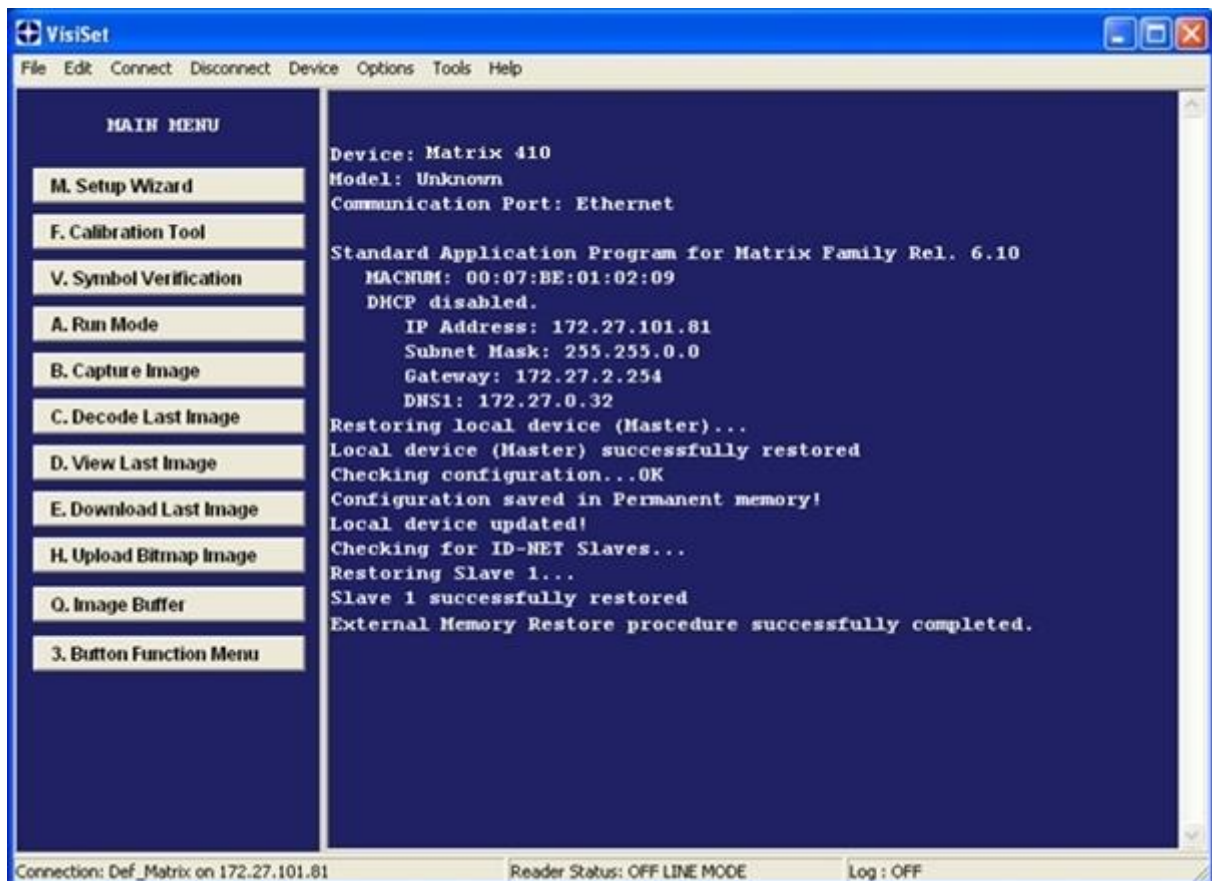 VisiSet
File Edit Connect Disconnect Device Options Tools Help
MAIN MENU
M. Setup Wizard
F. Calibration Tool
V. Symbol Verification
A. Run Mode
B. Capture Image
C. Decode Last Image
D. View Last Image
E. Download Last Image
H. Upload Bitmap Image
Q. Image Buffer
3. Button Function Menu
Device: Matrix 410
Model: Unknown
Communication Port: Ethernet
Standard Application Program for Matrix Family Rel. 6.10
MACNUM: 00:07:BE:01:02:09
DHCP disabled.
IP Address: 172.27.101.81
Subnet Mask: 255.255.0.0
Gateway: 172.27.2.254
DNS1: 172.27.0.32
Restoring local device (Master)...
Local device (Master) successfully restored
Checking configuration...OK
Configuration saved in Permanent memory!
Local device updated!
Checking for ID-NET Slaves...
Restoring Slave 1...
Slave 1 successfully restored
External Memory Restore procedure successfully completed.
Connection: Def_Matrix on 172.27.101.81
Reader Status: OFF LINE MODE
Log : OFF